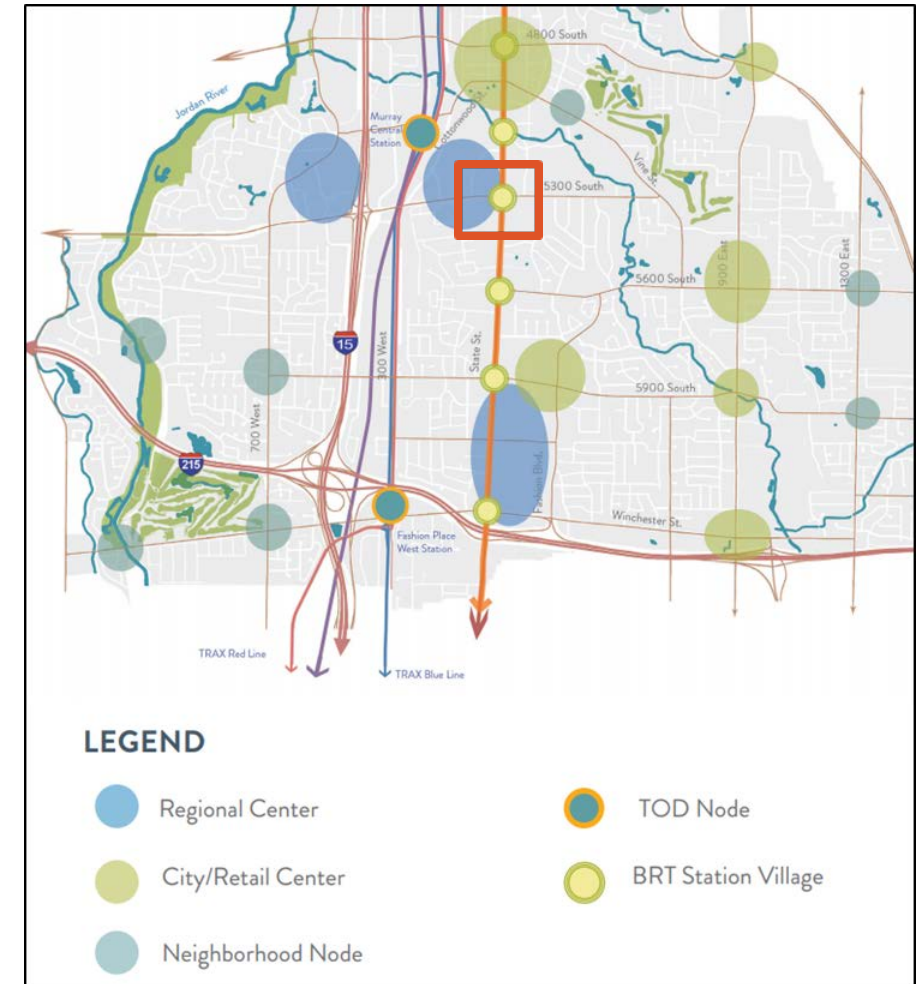 4800 South
Jordan River
Murray
Central
Station
Cottonwood St.
5300 South
Vine St.
900 East
1300 East
5600 South
15
300 West
State St.
5900 South
700 West
215
Fashion Blvd.
Winchester St.
Fashion Place
West Station
TRAX Red Line
TRAX Blue Line
LEGEND
Regional Center
TOD Node
City/Retail Center
BRT Station Village
Neighborhood Node